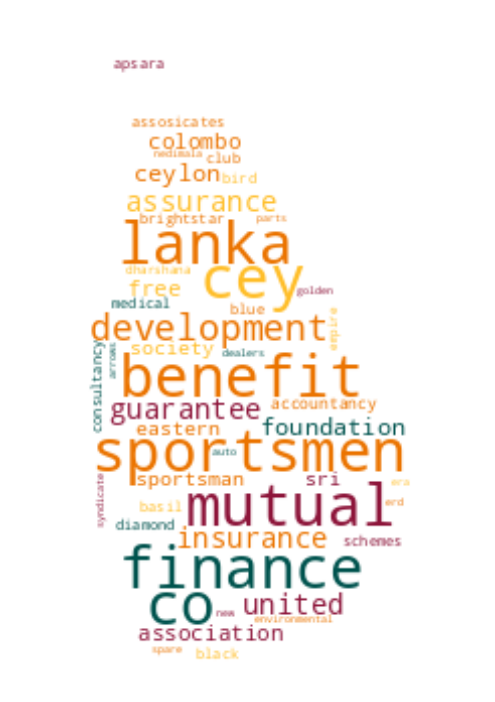 apsara
assosicates
colombo
nedimala club
ceylon bird
assurance
brightstar parts
lanka
dharshana cey
free golden
medical blue
development empire
consultancy arrows society dealers
benefit
guarantee accountancy
eastern foundation
sportsmen
auto
sportsman sri era
syndicate basil mutual erd
diamond insurance schemes
finance
co new united
environmental
association
spare black